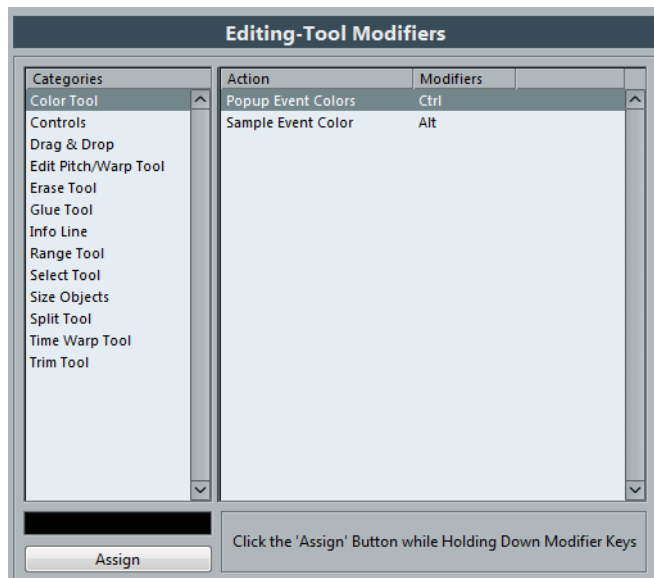 Editing-Tool Modifiers
Categories
Action Modifiers
Color Tool
Controls
Drag & Drop
Edit Pitch/Warp Tool
Erase Tool
Glue Tool
Info Line
Range Tool
Select Tool
Size Objects
Split Tool
Time Warp Tool
Trim Tool
Popup Event Colors Ctrl
Sample Event Color Alt
Assign
Click the 'Assign' Button while Holding Down Modifier Keys